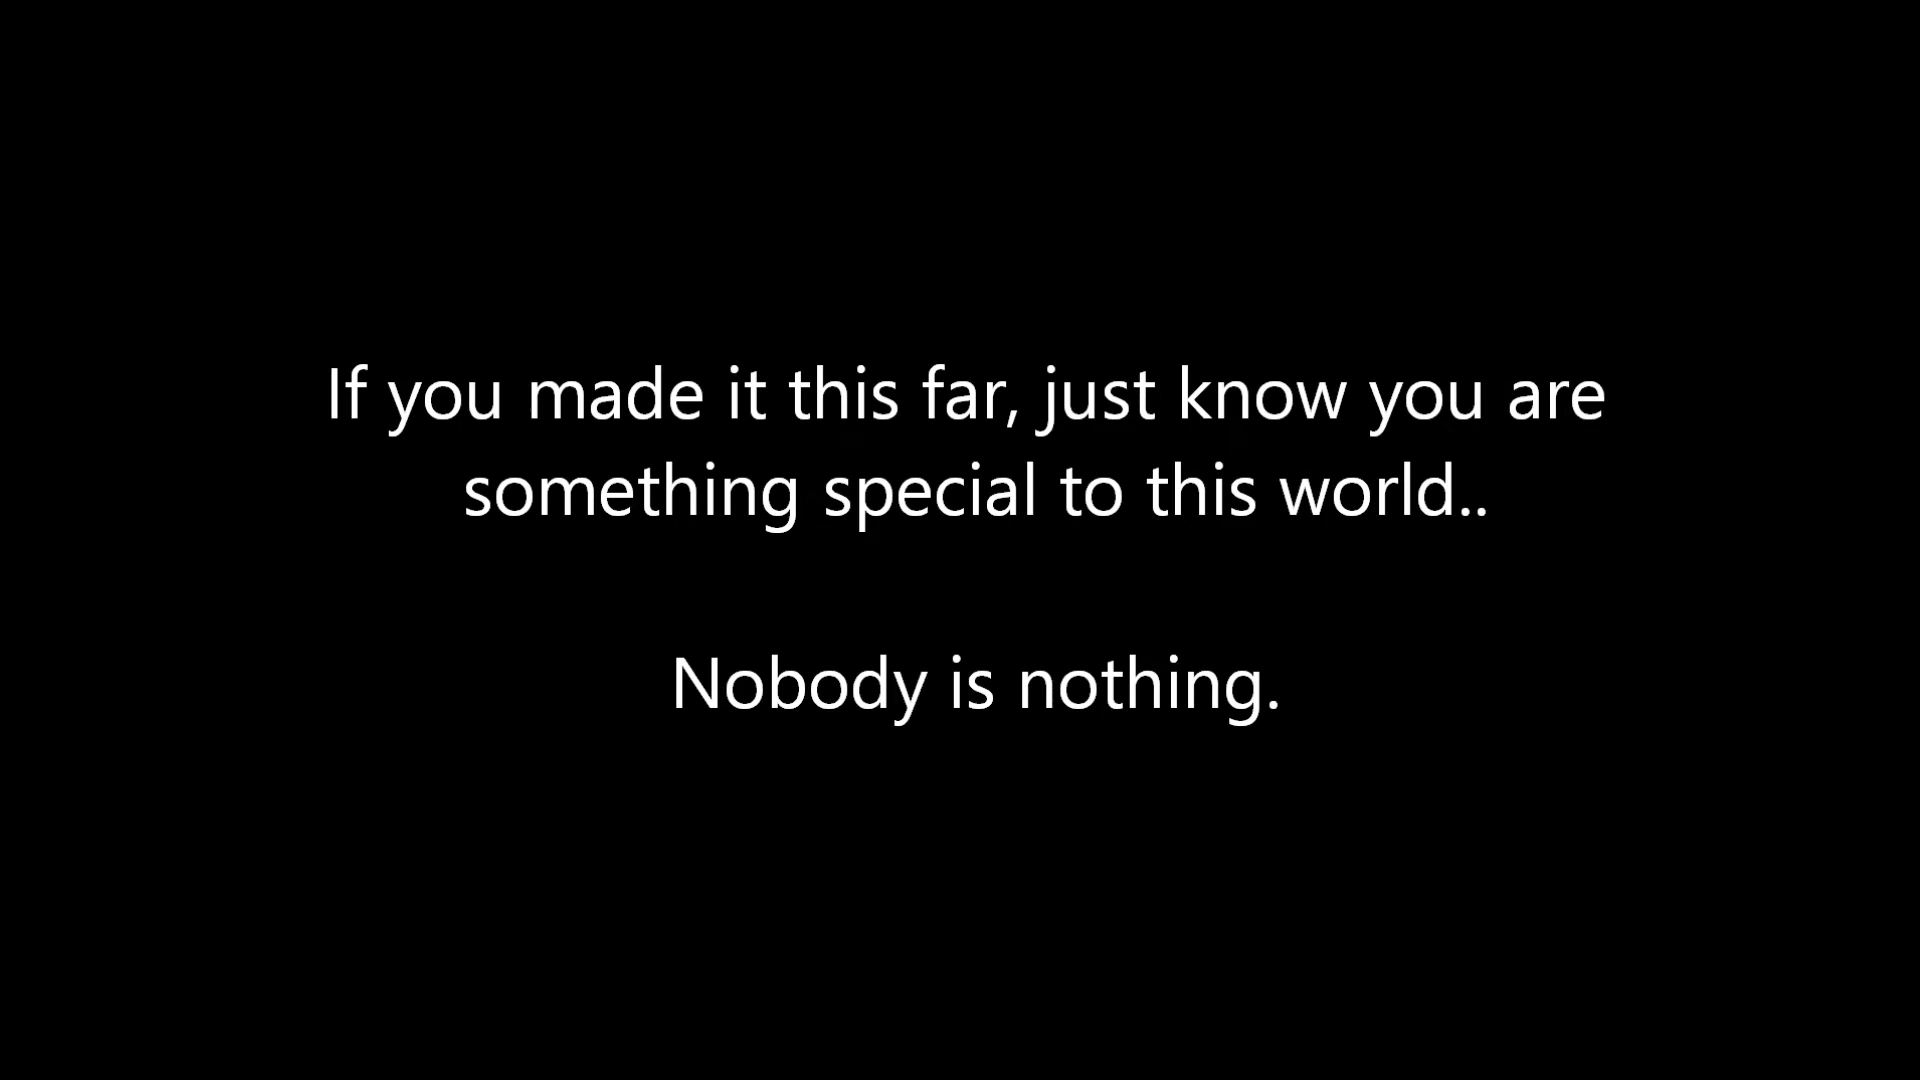 If you made it this far, just know you are
something special to this world..
Nobody is nothing.